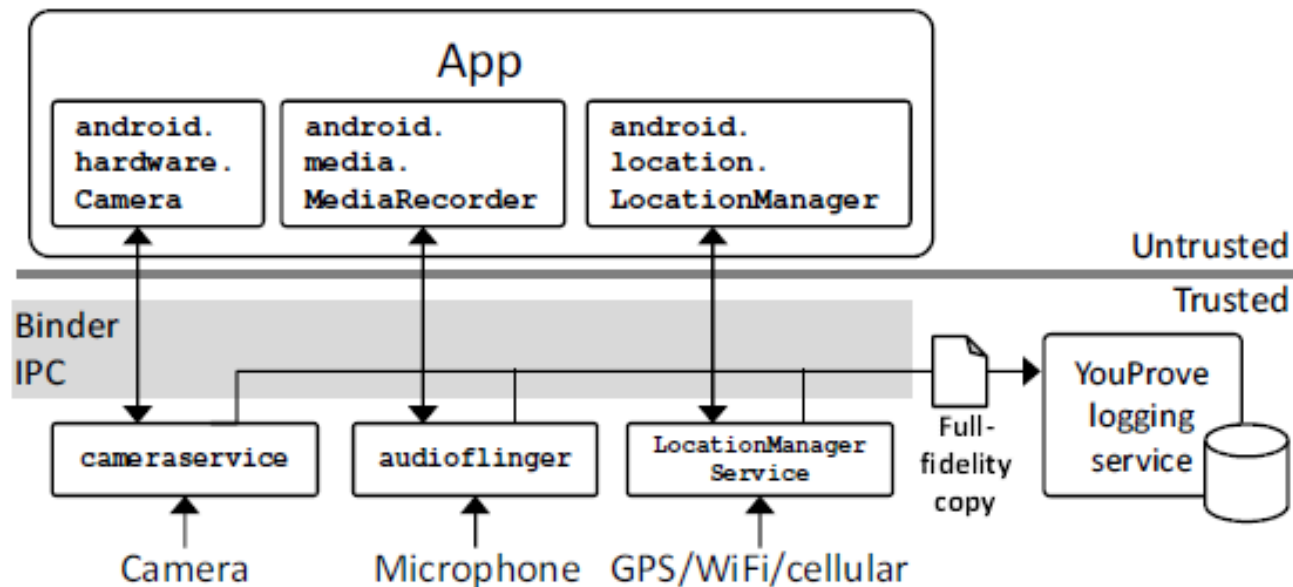 App
android.
hardware.
Camera
android.
media.
MediaRecorder
android.
location.
LocationManager
Untrusted
Trusted
Binder
IPC
YouProve
logging
service
Full-
fidelity
copy
cameraservice
audioflinger
LocationManager
Service
Camera
Microphone
GPS/WiFi/cellular